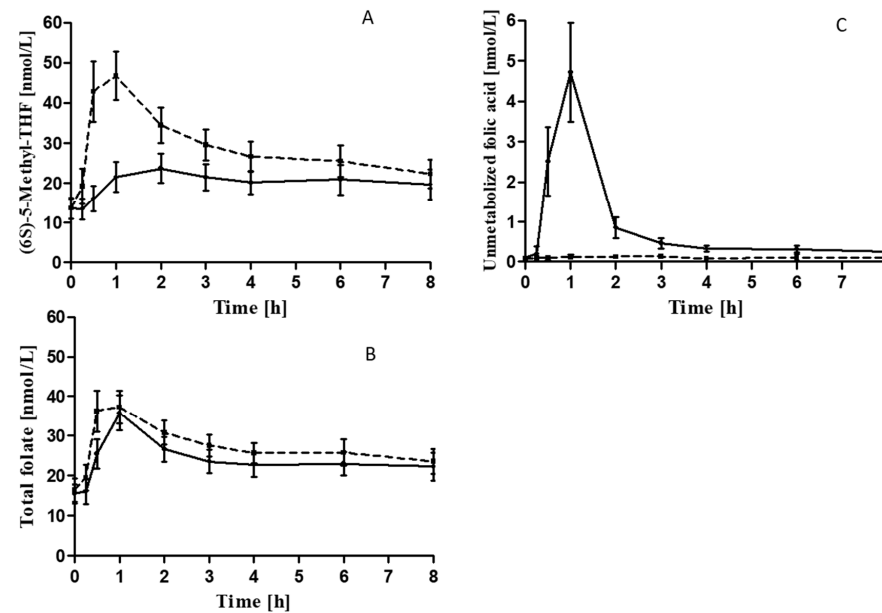 A
(6S)-5-Methyl-THF [nmol/L]
60
50
40
30
20
10
0
0 1 2 3 4 5 6 7 8
Time [h]
C
Unmetabolized folic acid [nmol/L]
6
5
4
3
2
1
0
0 1 2 3 4 5 6 7
Time [h]
B
Total folate [nmol/L]
60
50
40
30
20
10
0
0 1 2 3 4 5 6 7 8
Time [h]